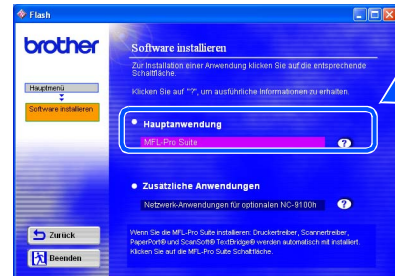 Flash
brother
Software installieren
Zur Installation einer Anwendung klicken Sie auf die entsprechende
Schaltfläche.
Klicken Sie auf "?", um ausführliche Informationen zu erhalten.
Hauptmenü
Software installieren
Hauptanwendung
MFL-Pro Suite
?
Zusätzliche Anwendungen
Netzwerk-Anwendungen für optionalen NC-9100h
?
Wenn Sie die MFL-Pro Suite installieren: Druckertreiber, Scannertreiber,
PaperPort® und ScanSoft® TextBridge® werden automatisch mit installiert.
Klicken Sie auf die MFL-Pro Suite Schaltfläche.
Zurück
Beenden